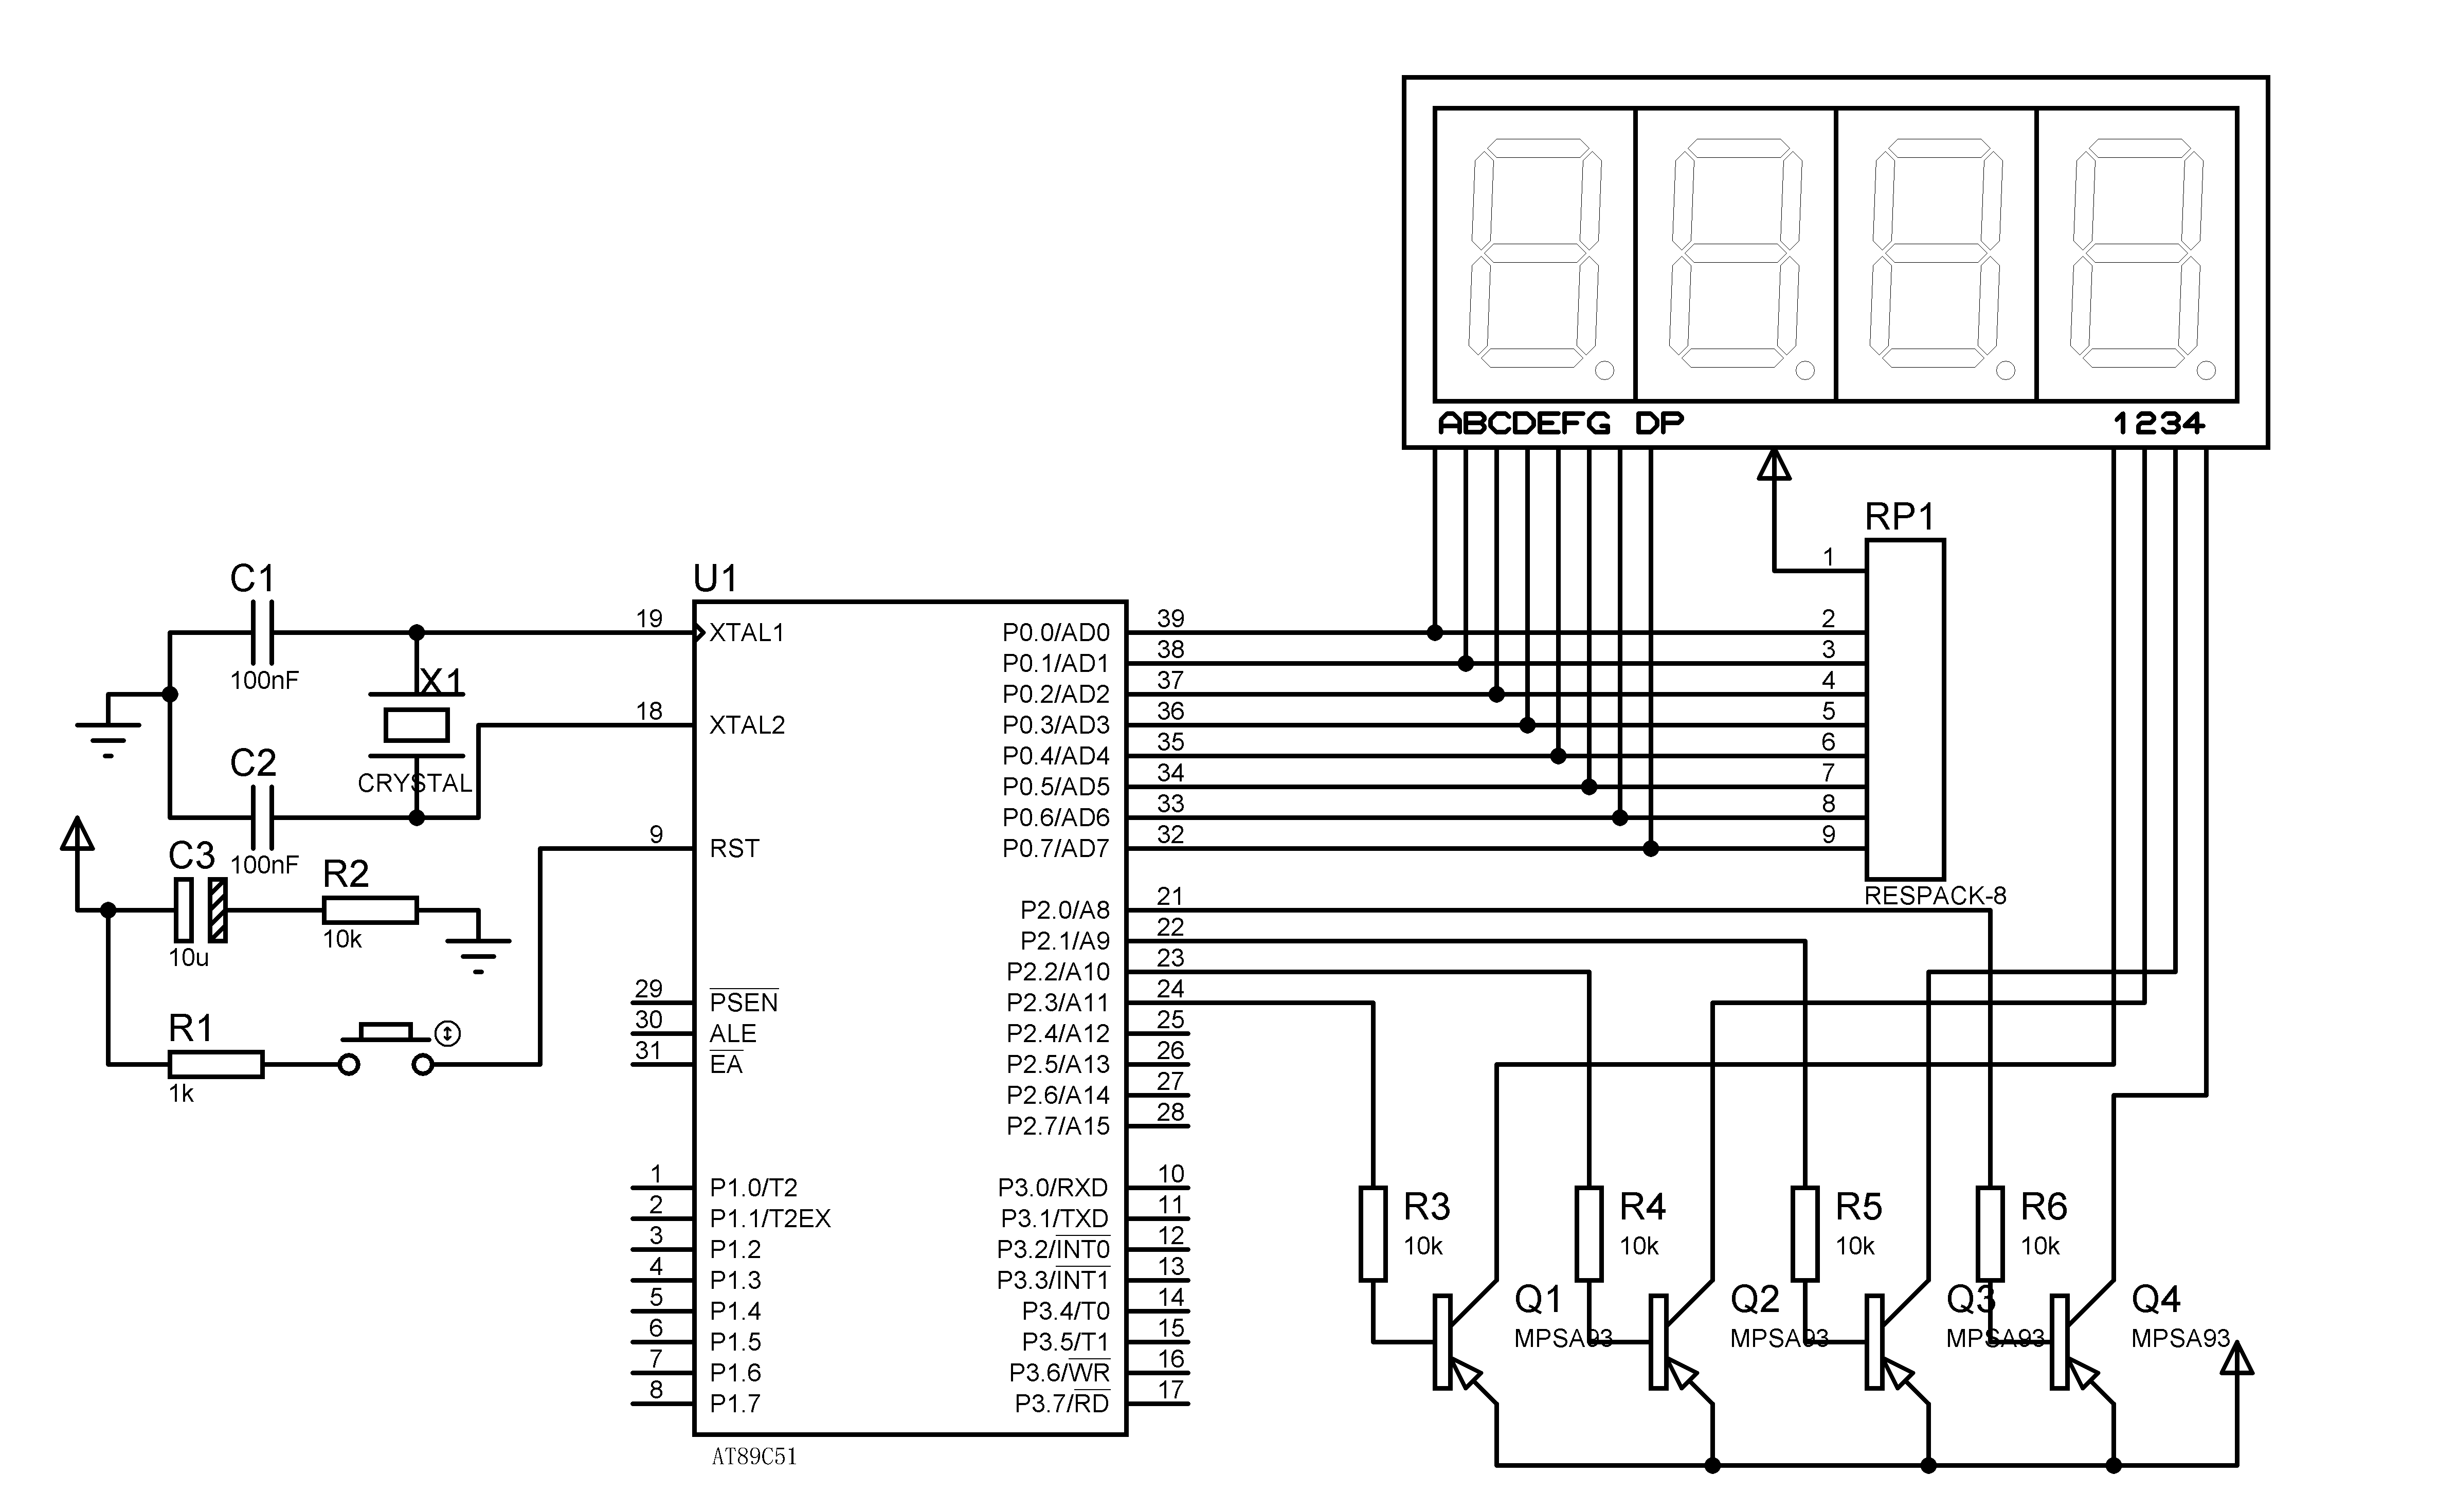 ABCDEFG DP
1234
RP1
1
2
3
4
5
6
7
8
9
RESPACK-8
C1
100nF
X1
CRYSTAL
C2
100nF
C3
10u
R2
10k
R1
1k
U1
19 XTAL1
18 XTAL2
9 RST
29 PSEN
30 ALE
31 EA
1 P1.0/T2
2 P1.1/T2EX
3 P1.2
4 P1.3
5 P1.4
6 P1.5
7 P1.6
8 P1.7
P0.0/AD0 39
P0.1/AD1 38
P0.2/AD2 37
P0.3/AD3 36
P0.4/AD4 35
P0.5/AD5 34
P0.6/AD6 33
P0.7/AD7 32
P2.0/A8 21
P2.1/A9 22
P2.2/A10 23
P2.3/A11 24
P2.4/A12 25
P2.5/A13 26
P2.6/A14 27
P2.7/A15 28
P3.0/RXD 10
P3.1/TXD 11
P3.2/INT0 12
P3.3/INT1 13
P3.4/T0 14
P3.5/T1 15
P3.6/WR 16
P3.7/RD 17
AT89C51
R3
10k
R4
10k
R5
10k
R6
10k
Q1
MPSA93
Q2
MPSA93
Q3
MPSA93
Q4
MPSA93